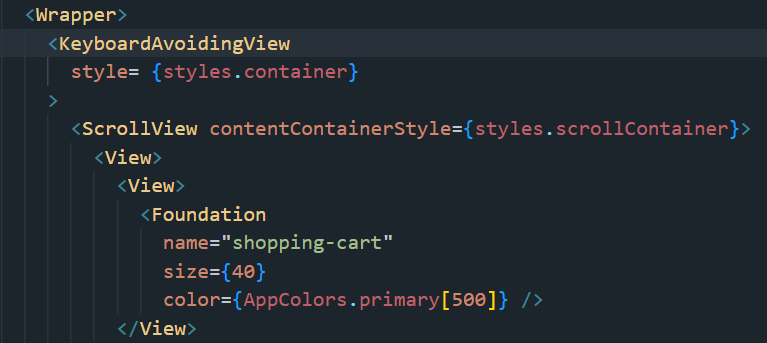 <Wrapper>
<KeyboardAvoidingView
style= {styles.container}
>
<ScrollView contentContainerStyle={styles.scrollContainer}>
<View>
<View>
<Foundation
name="shopping-cart"
size={40}
color={AppColors.primary[500]} />
</View>